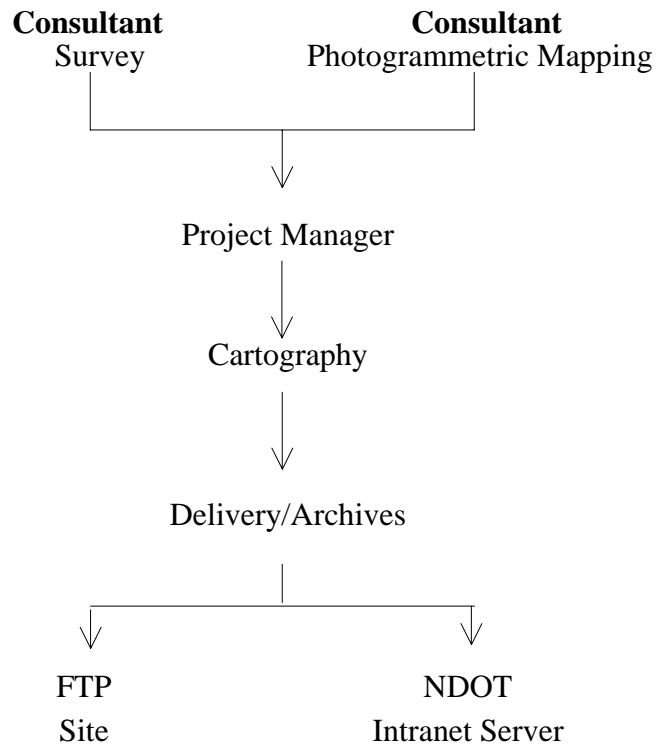 Consultant
Survey
Consultant
Photogrammetric Mapping
Project Manager
Cartography
Delivery/Archives
FTP
Site
NDOT
Intranet Server